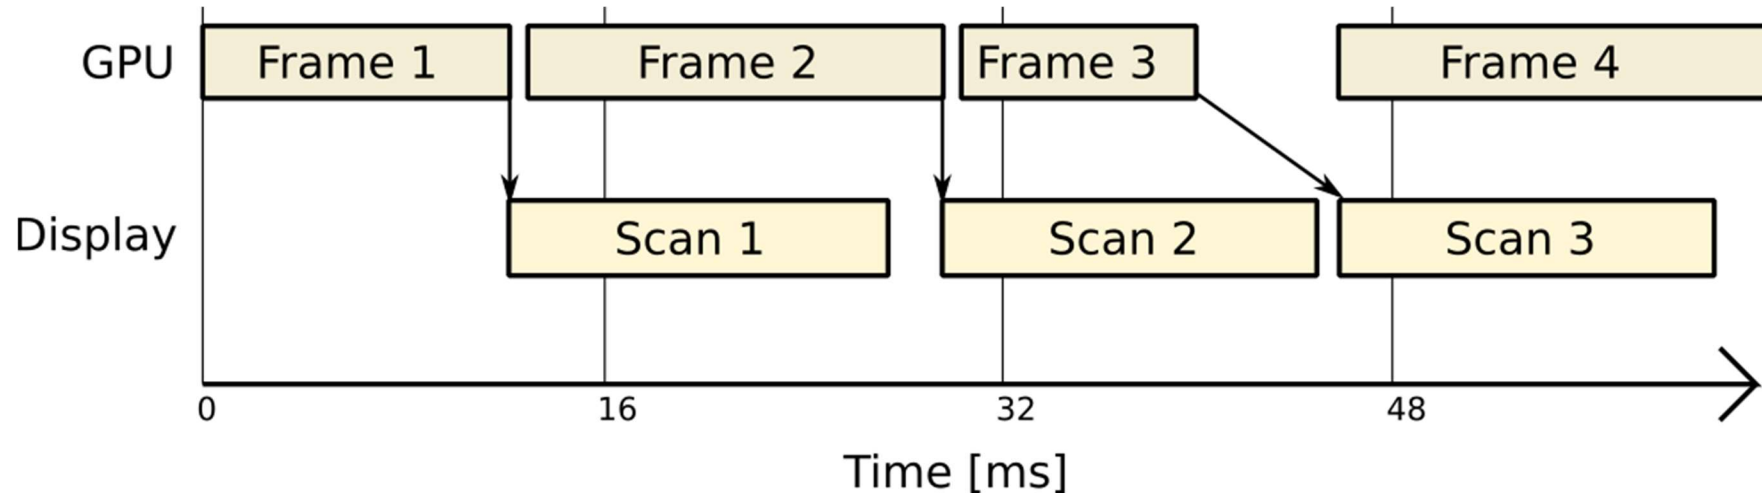 GPU Frame 1 Frame 2 Frame 3 Frame 4
Display Scan 1 Scan 2 Scan 3
0 16 32 48
Time [ms]